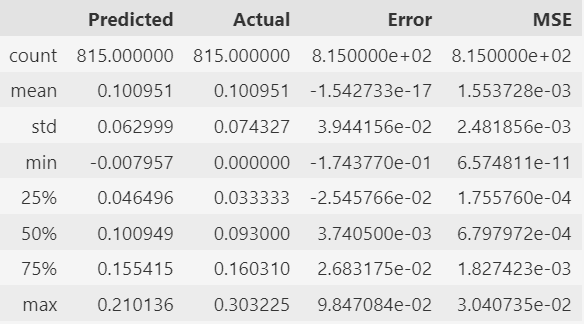 Predicted Actual Error MSE
count 815.000000 815.000000 8.150000e+02 8.150000e+02
mean 0.100951 0.100951 -1.542733e-17 1.553728e-03
std 0.062999 0.074327 3.944156e-02 2.481856e-03
min -0.007957 0.000000 -1.743770e-01 6.574811e-11
25% 0.046496 0.033333 -2.545766e-02 1.755760e-04
50% 0.100949 0.093000 3.740500e-03 6.797972e-04
75% 0.155415 0.160310 2.683175e-02 1.827423e-03
max 0.210136 0.303225 9.847084e-02 3.040735e-02